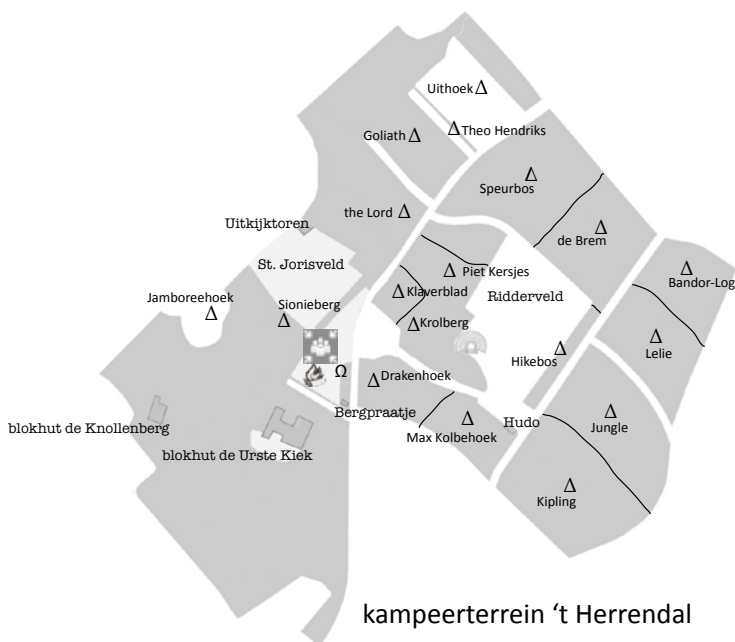 Uithoek Δ
Δ Theo Hendriks
Goliath Δ
Δ
Speurbos
the Lord Δ
Uitkijktoren
Δ
de Brem
St. Jorisveld
Δ
Piet Kersjes
Δ
Bandor-Log
Δ
Klaverblad
Ridderveld
Jamboreehoek
Δ
Sionieberg
Δ
Δ
Krolberg
Δ
Hikebos
Δ
Lelie
Ω
Δ Drakenhoek
Bergpraatje
Δ
Max Kolbehoek
Hudo
Δ
Jungle
blokhut de Knollenberg
blokhut de Urste Kiek
Δ
Kipling
kampeerterrein ‘t Herrendal